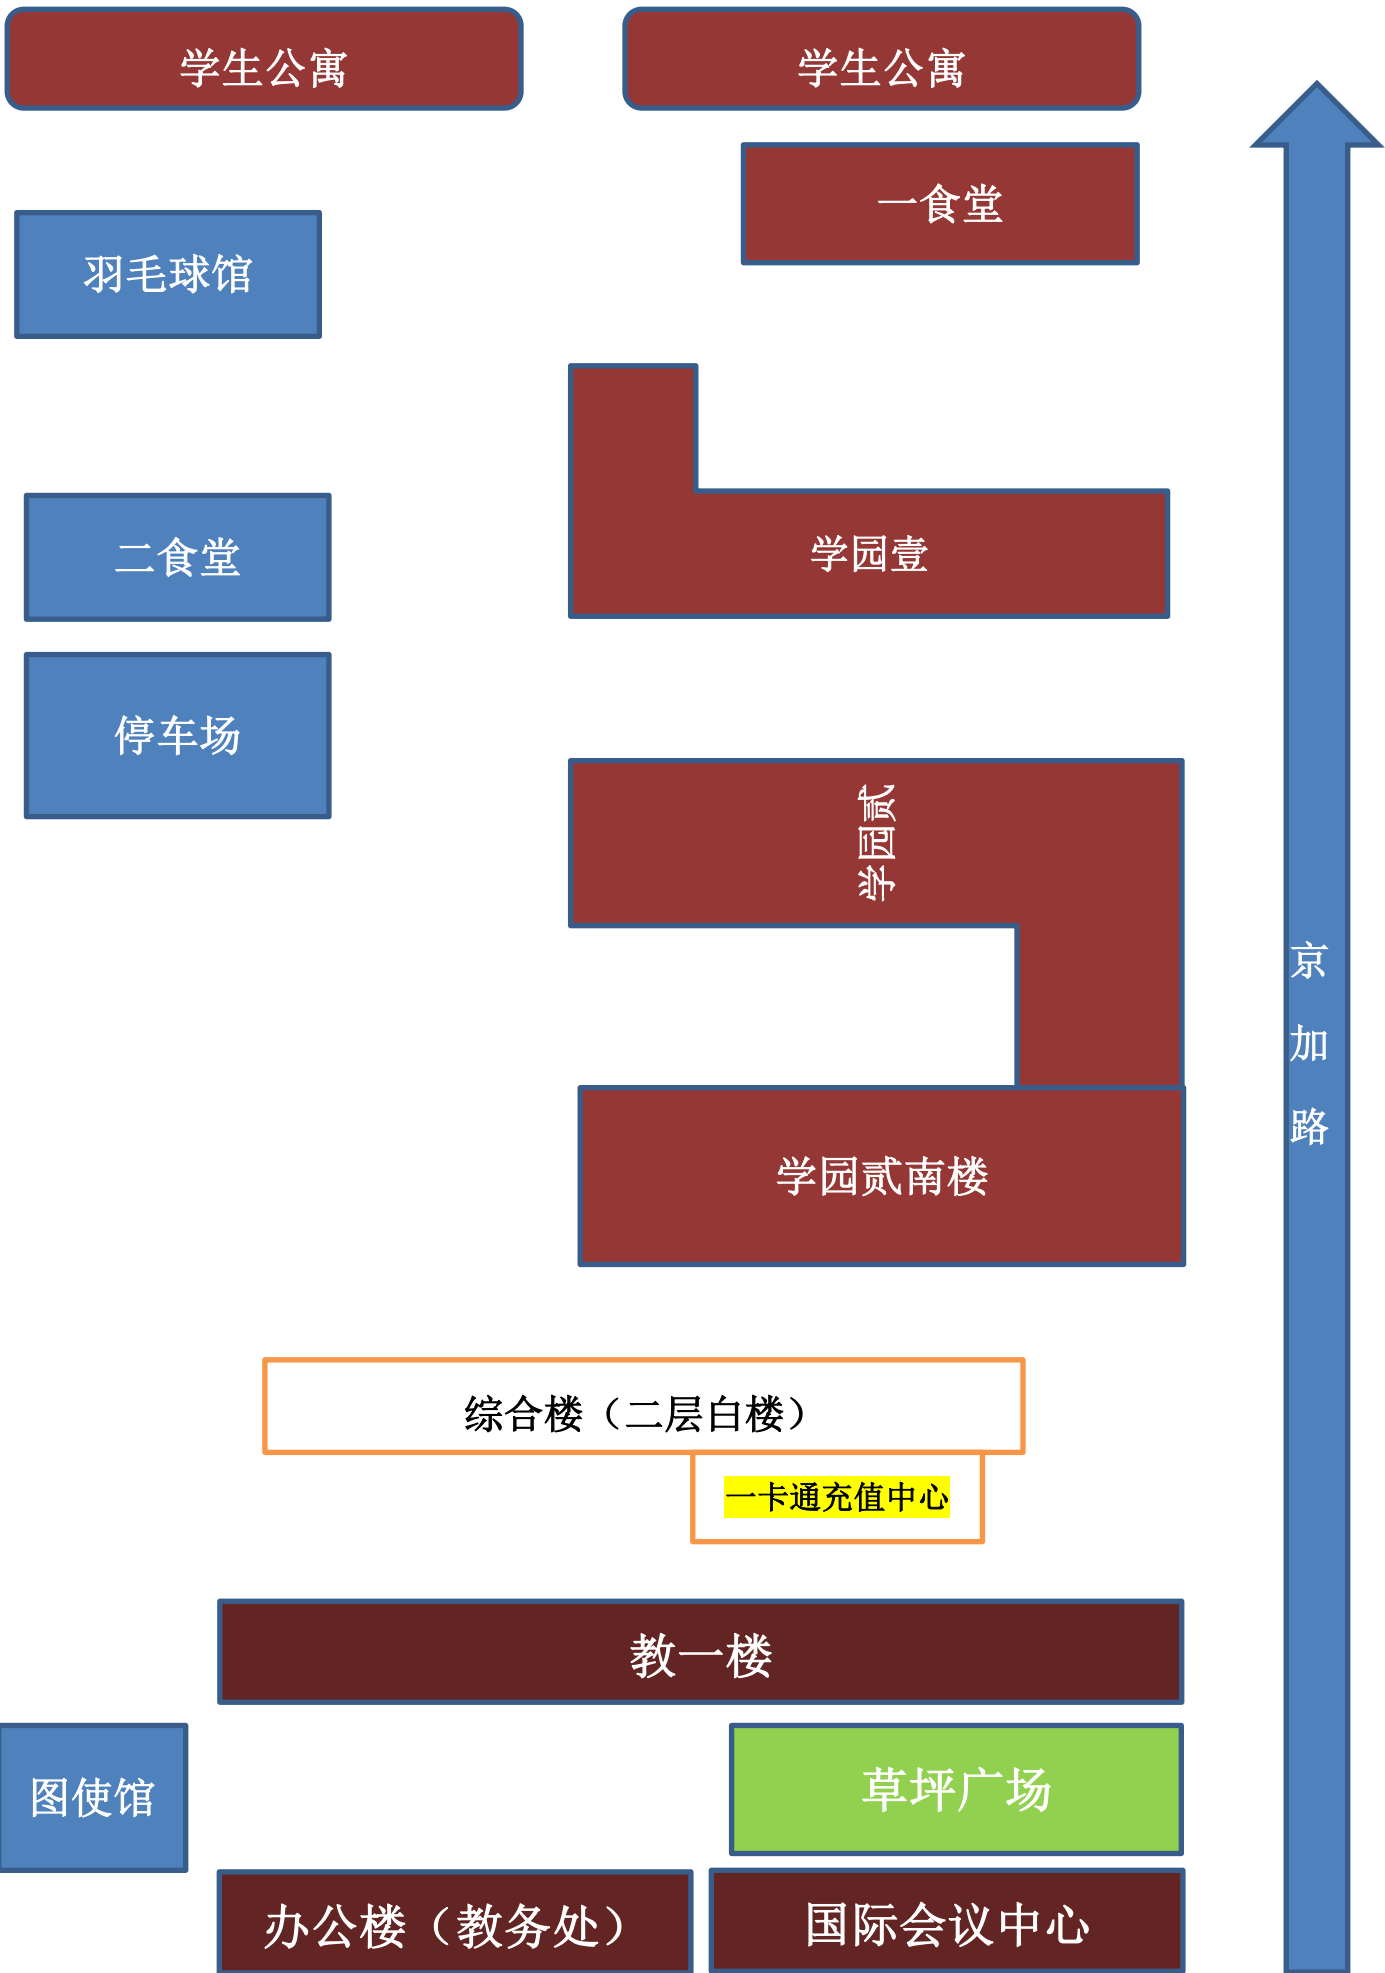 学生公寓
学生公寓
一食堂
羽毛球馆
学园壹
二食堂
停车场
学园贰
京
加
路
学园贰南楼
综合楼（二层白楼）
一卡通充值中心
教一楼
草坪广场
图使馆
办公楼（教务处）
国际会议中心